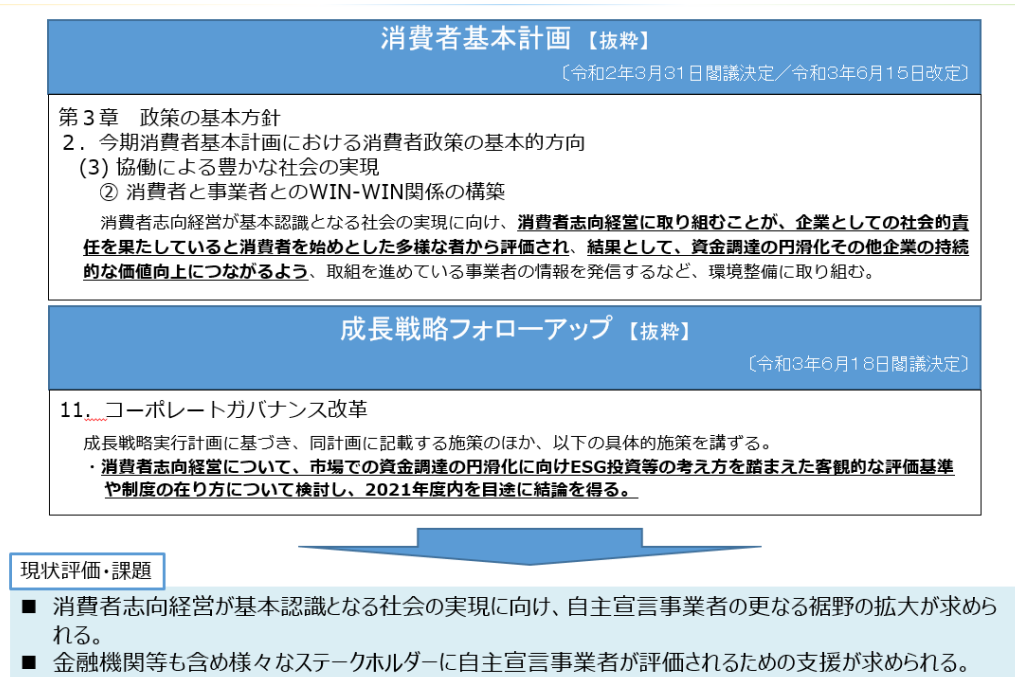 消費者基本計画 【抜粋】
〔令和2年3月31日閣議決定／令和3年6月15日改定〕
第３章　政策の基本方針
２．今期消費者基本計画における消費者政策の基本的方向
(3) 協働による豊かな社会の実現
② 消費者と事業者とのWIN-WIN関係の構築
消費者志向経営が基本認識となる社会の実現に向け、消費者志向経営に取り組むことが、企業としての社会的責
任を果たしていると消費者を始めとした多様な者から評価され、結果として、資金調達の円滑化その他企業の持続
的な価値向上につながるよう、取組を進めている事業者の情報を発信するなど、環境整備に取り組む。
成長戦略フォローアップ 【抜粋】
〔令和3年6月18日閣議決定〕
11．コーポレートガバナンス改革
成長戦略実行計画に基づき、同計画に記載する施策のほか、以下の具体的施策を講ずる。
・消費者志向経営について、市場での資金調達の円滑化に向けESG投資等の考え方を踏まえた客観的な評価基準
や制度の在り方について検討し、2021年度内を目途に結論を得る。
現状評価・課題
■ 消費者志向経営が基本認識となる社会の実現に向け、自主宣言事業者の更なる裾野の拡大が求めら
れる。
■ 金融機関等も含め様々なステークホルダーに自主宣言事業者が評価されるための支援が求められる。